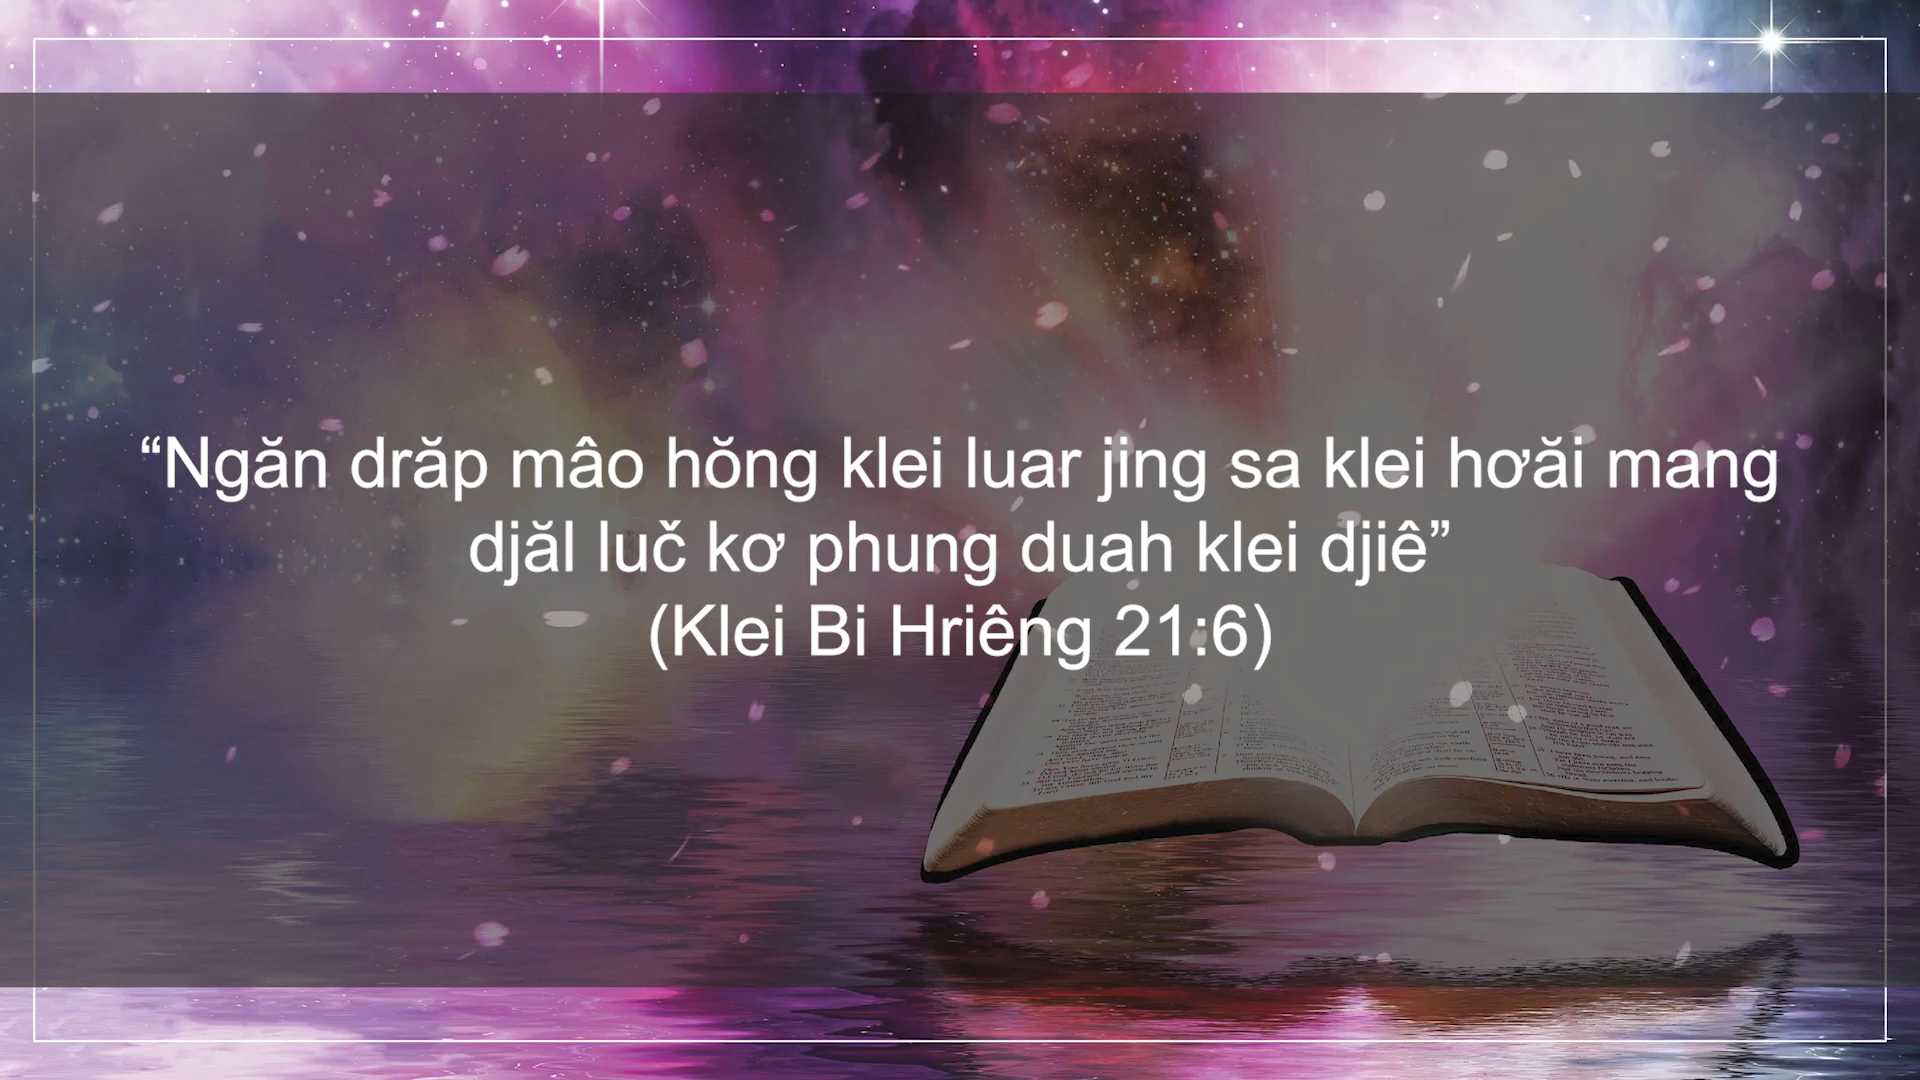 “Ngăn drăp mâo hŏng klei luar jing sa klei hơăi mang
djăl luč kơ phung duah klei djiê”
(Klei Bi Hriêng 21:6)